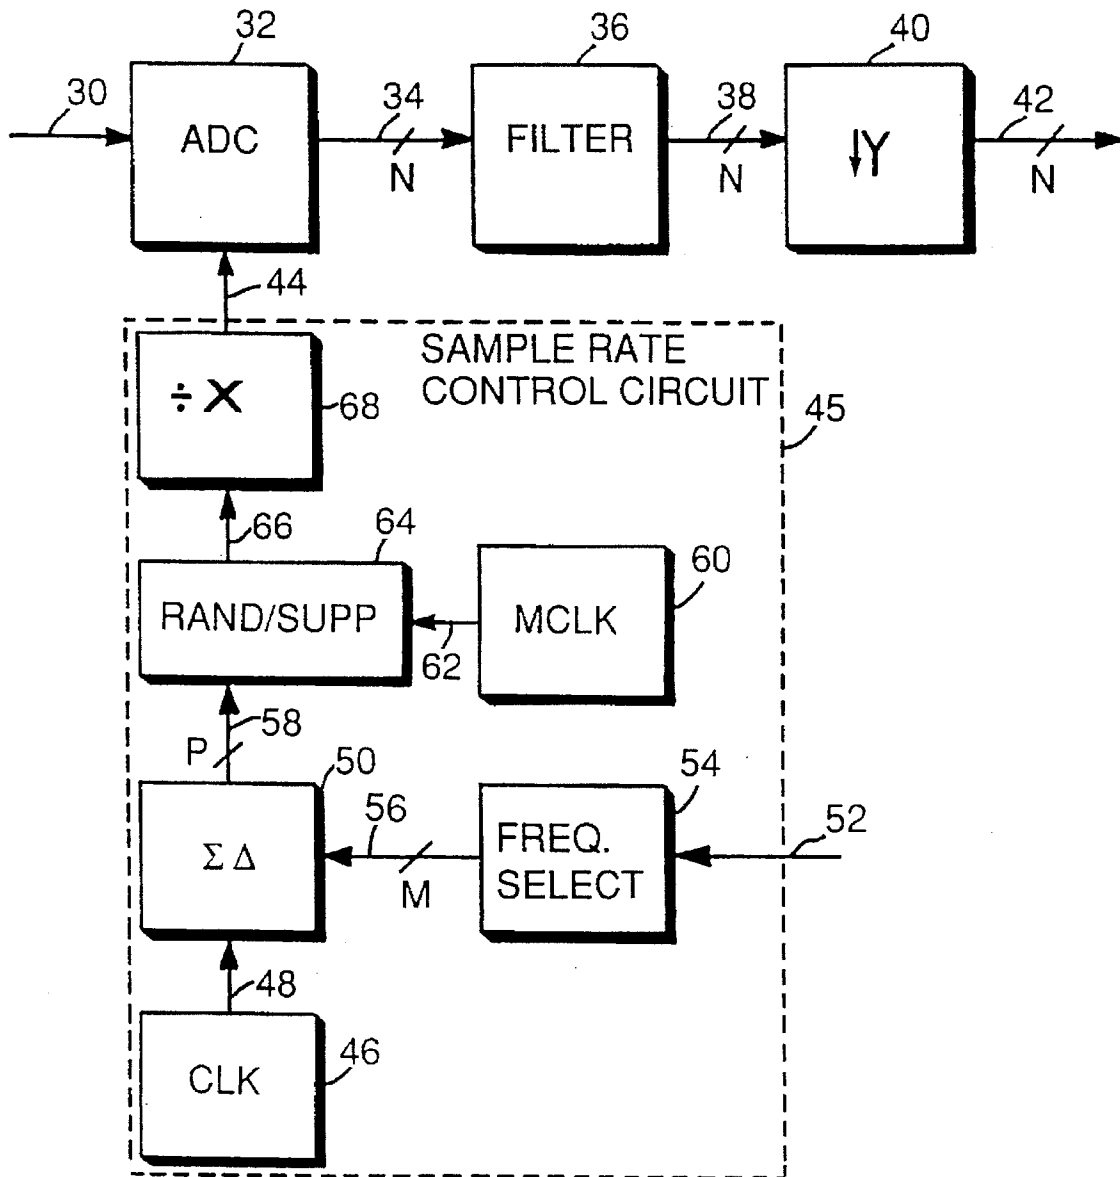 32
36
40
30
ADC
34
N
FILTER
38
N
↓Y
42
N
44
SAMPLE RATE
CONTROL CIRCUIT
÷ X
68
45
66
64
RAND/SUPP
62
MCLK
60
58
P
50
Σ Δ
56
M
FREQ.
SELECT
54
52
48
CLK
46